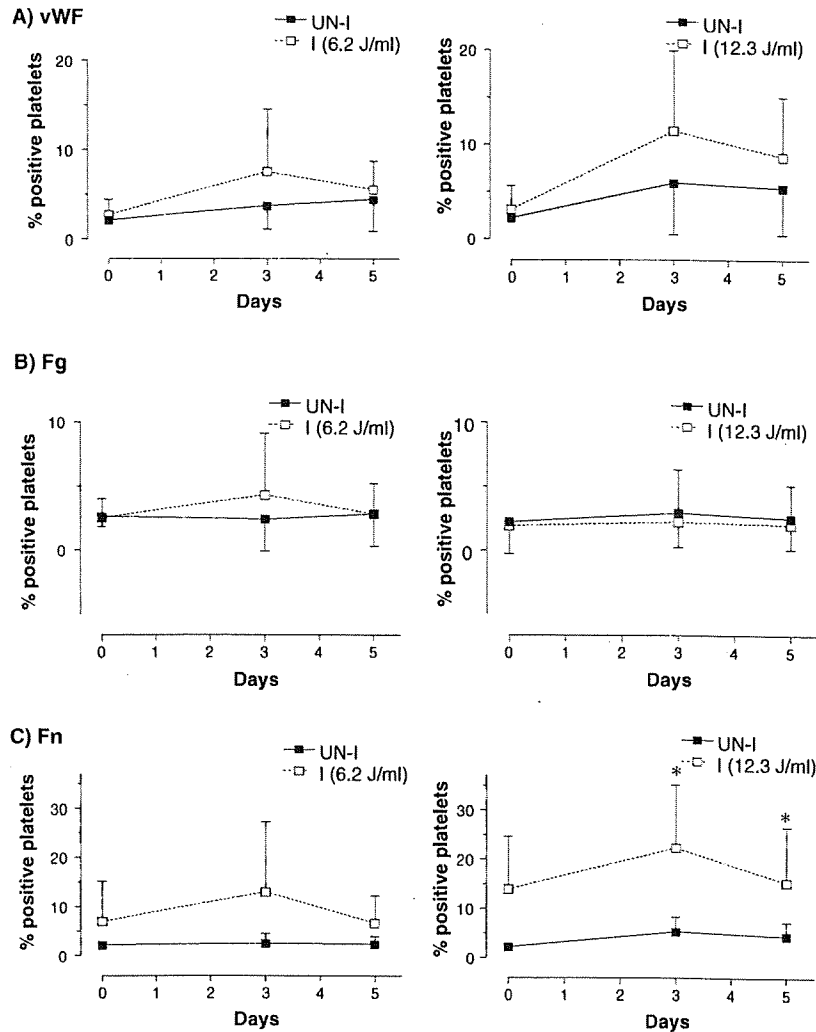 A) vWF
UN-I
I (6.2 J/ml)
% positive platelets
20
10
0
0 1 2 3 4 5
Days
UN-I
I (12.3 J/ml)
% positive platelets
20
10
0
0 1 2 3 4 5
Days
B) Fg
UN-I
I (6.2 J/ml)
% positive platelets
10
0
0 1 2 3 4 5
Days
UN-I
I (12.3 J/ml)
% positive platelets
10
0
0 1 2 3 4 5
Days
C) Fn
UN-I
I (6.2 J/ml)
% positive platelets
30
20
10
0
0 1 2 3 4 5
Days
UN-I
I (12.3 J/ml)
% positive platelets
30
20
10
0
* *
0 1 2 3 4 5
Days